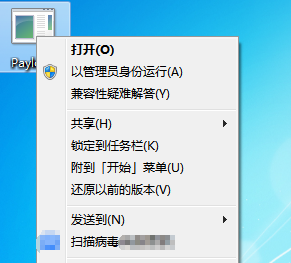 Payl
打开(O)
以管理员身份运行(A)
兼容性疑难解答(Y)
共享(H)
锁定到任务栏(K)
附到「开始」菜单(U)
还原以前的版本(V)
发送到(N)
扫描病毒